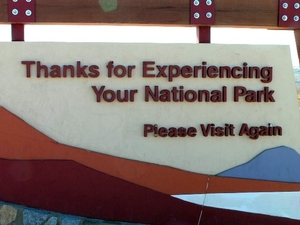 Thanks for Experiencing
Your National Park
Please Visit Again